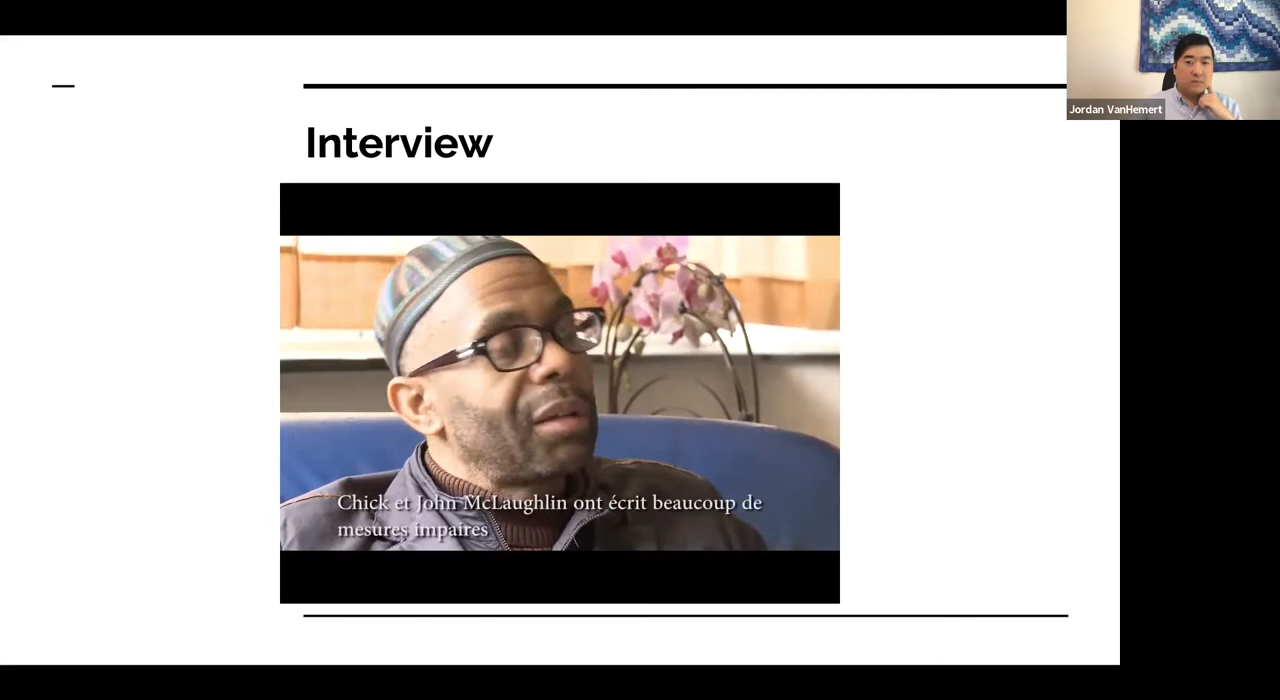 Jordan VanHemert
Interview
Chick et John McLaughlin ont écrit beaucoup de
mesures impaires